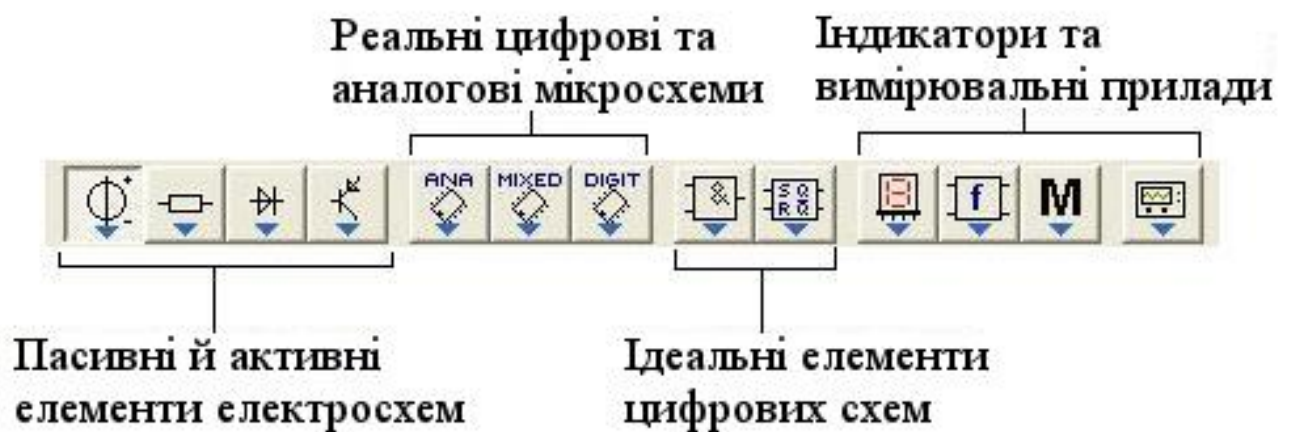 Реальні цифрові та
аналогові мікросхеми
Індикатори та
вимірювальні прилади
ANA
MIXED
DIGIT
&
S Q
R Q̅
f
M
Пасивні й активні
елементи електросхем
Ідеальні елементи
цифрових схем